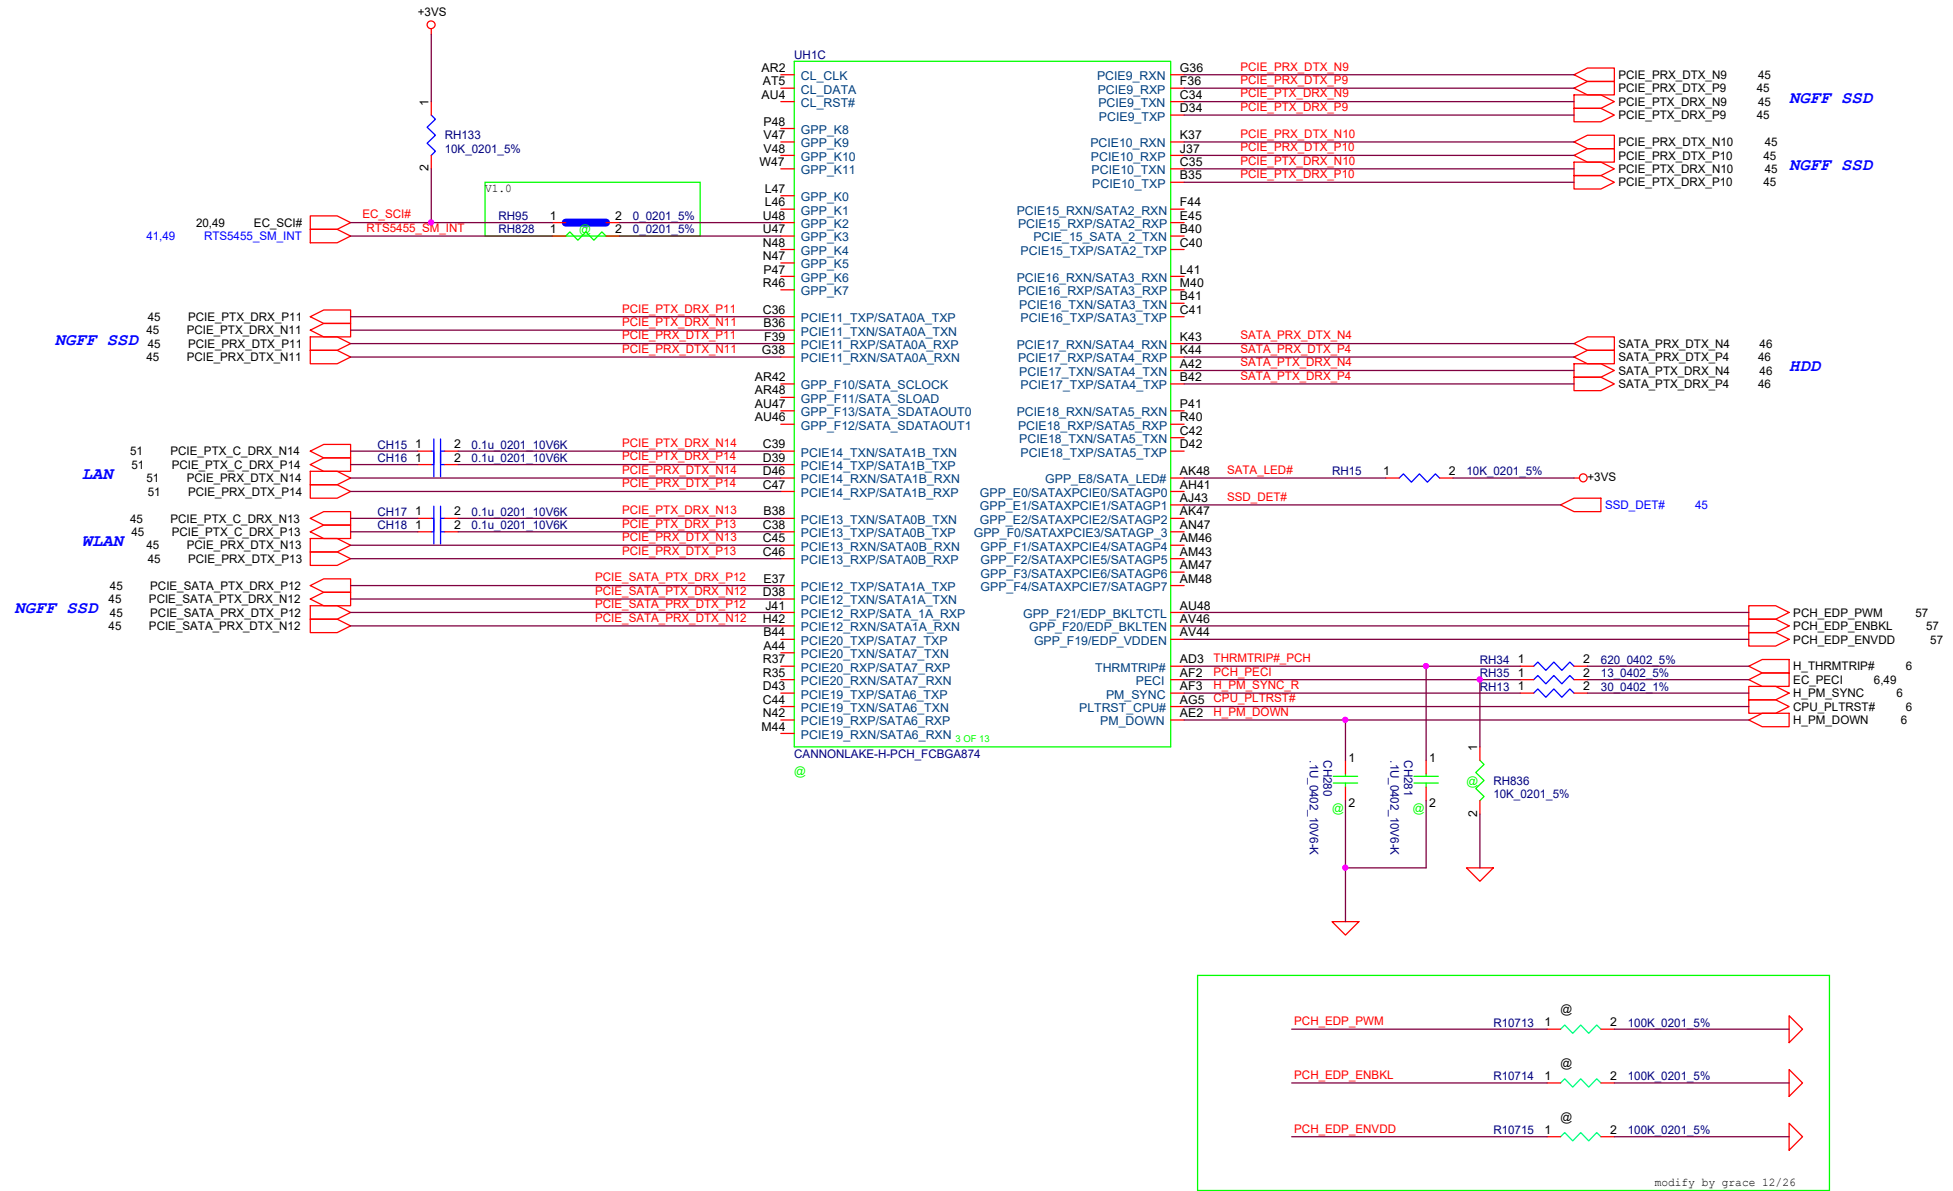 +3VS
RH133
10K_0201_5%
1
2
V1.0
20,49 EC_SCI# EC_SCI# RH95 1 2 0_0201_5%
41,49 RTS5455_SM_INT RTS5455_SM_INT RH828 1 @ 2 0_0201_5%
NGFF SSD
45 PCIE_PTX_DRX_P11 PCIE_PTX_DRX_P11
45 PCIE_PTX_DRX_N11 PCIE_PTX_DRX_N11
45 PCIE_PRX_DTX_P11 PCIE_PRX_DTX_P11
45 PCIE_PRX_DTX_N11 PCIE_PRX_DTX_N11
LAN
51 PCIE_PTX_C_DRX_N14 CH15 1 2 0.1u_0201_10V6K PCIE_PTX_DRX_N14
51 PCIE_PTX_C_DRX_P14 CH16 1 2 0.1u_0201_10V6K PCIE_PTX_DRX_P14
51 PCIE_PRX_DTX_N14 PCIE_PRX_DTX_N14
51 PCIE_PRX_DTX_P14 PCIE_PRX_DTX_P14
WLAN
45 PCIE_PTX_C_DRX_N13 CH17 1 2 0.1u_0201_10V6K PCIE_PTX_DRX_N13
45 PCIE_PTX_C_DRX_P13 CH18 1 2 0.1u_0201_10V6K PCIE_PTX_DRX_P13
45 PCIE_PRX_DTX_N13 PCIE_PRX_DTX_N13
45 PCIE_PRX_DTX_P13 PCIE_PRX_DTX_P13
NGFF SSD
45 PCIE_SATA_PTX_DRX_P12 PCIE_SATA_PTX_DRX_P12
45 PCIE_SATA_PTX_DRX_N12 PCIE_SATA_PTX_DRX_N12
45 PCIE_SATA_PRX_DTX_P12 PCIE_SATA_PRX_DTX_P12
45 PCIE_SATA_PRX_DTX_N12 PCIE_SATA_PRX_DTX_N12
UH1C
AR2 CL_CLK
AT5 CL_DATA
AU4 CL_RST#
P48 GPP_K8
V47 GPP_K9
V48 GPP_K10
W47 GPP_K11
L47 GPP_K0
L46 GPP_K1
U48 GPP_K2
U47 GPP_K3
N48 GPP_K4
N47 GPP_K5
P47 GPP_K6
R46 GPP_K7
C36 PCIE11_TXP/SATA0A_TXP
B36 PCIE11_TXN/SATA0A_TXN
F39 PCIE11_RXP/SATA0A_RXP
G38 PCIE11_RXN/SATA0A_RXN
AR42 GPP_F10/SATA_SCLOCK
AR48 GPP_F11/SATA_SLOAD
AU47 GPP_F13/SATA_SDATAOUT0
AU46 GPP_F12/SATA_SDATAOUT1
C39 PCIE14_TXN/SATA1B_TXN
D39 PCIE14_TXP/SATA1B_TXP
D46 PCIE14_RXN/SATA1B_RXN
C47 PCIE14_RXP/SATA1B_RXP
B38 PCIE13_TXN/SATA0B_TXN
C38 PCIE13_TXP/SATA0B_TXP
C45 PCIE13_RXN/SATA0B_RXN
C46 PCIE13_RXP/SATA0B_RXP
E37 PCIE12_TXP/SATA1A_TXP
D38 PCIE12_TXN/SATA1A_TXN
J41 PCIE12_RXP/SATA_1A_RXP
H42 PCIE12_RXN/SATA1A_RXN
B44 PCIE20_TXP/SATA7_TXP
A44 PCIE20_TXN/SATA7_TXN
R37 PCIE20_RXP/SATA7_RXP
R35 PCIE20_RXN/SATA7_RXN
D43 PCIE19_TXP/SATA6_TXP
C44 PCIE19_TXN/SATA6_TXN
N42 PCIE19_RXP/SATA6_RXP
M44 PCIE19_RXN/SATA6_RXN
3 OF 13
CANNONLAKE-H-PCH_FCBGA874
@
PCIE9_RXN G36 PCIE_PRX_DTX_N9 PCIE_PRX_DTX_N9 45
PCIE9_RXP F36 PCIE_PRX_DTX_P9 PCIE_PRX_DTX_P9 45
PCIE9_TXN C34 PCIE_PTX_DRX_N9 PCIE_PTX_DRX_N9 45
PCIE9_TXP D34 PCIE_PTX_DRX_P9 PCIE_PTX_DRX_P9 45
NGFF SSD
PCIE10_RXN K37 PCIE_PRX_DTX_N10 PCIE_PRX_DTX_N10 45
PCIE10_RXP J37 PCIE_PRX_DTX_P10 PCIE_PRX_DTX_P10 45
PCIE10_TXN C35 PCIE_PTX_DRX_N10 PCIE_PTX_DRX_N10 45
PCIE10_TXP B35 PCIE_PTX_DRX_P10 PCIE_PTX_DRX_P10 45
NGFF SSD
PCIE15_RXN/SATA2_RXN F44
PCIE15_RXP/SATA2_RXP E45
PCIE_15_SATA_2_TXN B40
PCIE15_TXP/SATA2_TXP C40
PCIE16_RXN/SATA3_RXN L41
PCIE16_RXP/SATA3_RXP M40
PCIE16_TXN/SATA3_TXN B41
PCIE16_TXP/SATA3_TXP C41
PCIE17_RXN/SATA4_RXN K43 SATA_PRX_DTX_N4 SATA_PRX_DTX_N4 46
PCIE17_RXP/SATA4_RXP K44 SATA_PRX_DTX_P4 SATA_PRX_DTX_P4 46
PCIE17_TXN/SATA4_TXN A42 SATA_PTX_DRX_N4 SATA_PTX_DRX_N4 46
PCIE17_TXP/SATA4_TXP B42 SATA_PTX_DRX_P4 SATA_PTX_DRX_P4 46
HDD
PCIE18_RXN/SATA5_RXN P41
PCIE18_RXP/SATA5_RXP R40
PCIE18_TXN/SATA5_TXN C42
PCIE18_TXP/SATA5_TXP D42
GPP_E8/SATA_LED# AK48 SATA_LED# RH15 1 2 10K_0201_5% +3VS
GPP_E0/SATAXPCIE0/SATAGP0 AH41
GPP_E1/SATAXPCIE1/SATAGP1 AJ43 SSD_DET# SSD_DET# 45
GPP_E2/SATAXPCIE2/SATAGP2 AK47
GPP_F0/SATAXPCIE3/SATAGP_3 AN47
GPP_F1/SATAXPCIE4/SATAGP4 AM46
GPP_F2/SATAXPCIE5/SATAGP5 AM43
GPP_F3/SATAXPCIE6/SATAGP6 AM47
GPP_F4/SATAXPCIE7/SATAGP7 AM48
GPP_F21/EDP_BKLTCTL AU48 PCH_EDP_PWM 57
GPP_F20/EDP_BKLTEN AV46 PCH_EDP_ENBKL 57
GPP_F19/EDP_VDDEN AV44 PCH_EDP_ENVDD 57
THRMTRIP# AD3 THRMTRIP#_PCH RH34 1 2 620_0402_5% H_THRMTRIP# 6
PECI AF2 PCH_PECI RH35 1 2 13_0402_5% EC_PECI 6,49
PM_SYNC AF3 H_PM_SYNC_R RH13 1 2 30_0402_1% H_PM_SYNC 6
PLTRST_CPU# AG5 CPU_PLTRST# CPU_PLTRST# 6
PM_DOWN AE2 H_PM_DOWN H_PM_DOWN 6
CH280 1 2 @
.1U_0402_10V6-K
CH281 1 2 @
.1U_0402_10V6-K
1 @ 2 RH836
10K_0201_5%
@
PCH_EDP_PWM R10713 1 2 100K_0201_5%
@
PCH_EDP_ENBKL R10714 1 2 100K_0201_5%
@
PCH_EDP_ENVDD R10715 1 2 100K_0201_5%
modify by grace 12/26